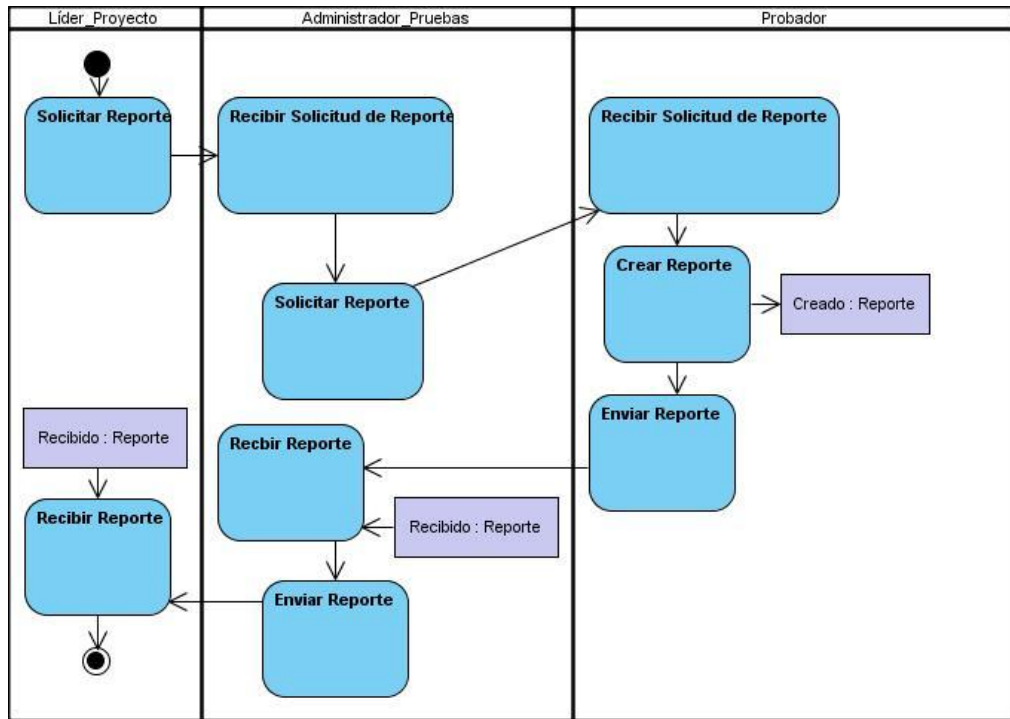 Líder_Proyecto
Administrador_Pruebas
Probador
Solicitar Reporte
Recibir Solicitud de Reporte
Recibir Solicitud de Reporte
Solicitar Reporte
Crear Reporte
Creado : Reporte
Enviar Reporte
Recbir Reporte
Recibido : Reporte
Recibido : Reporte
Recibir Reporte
Enviar Reporte